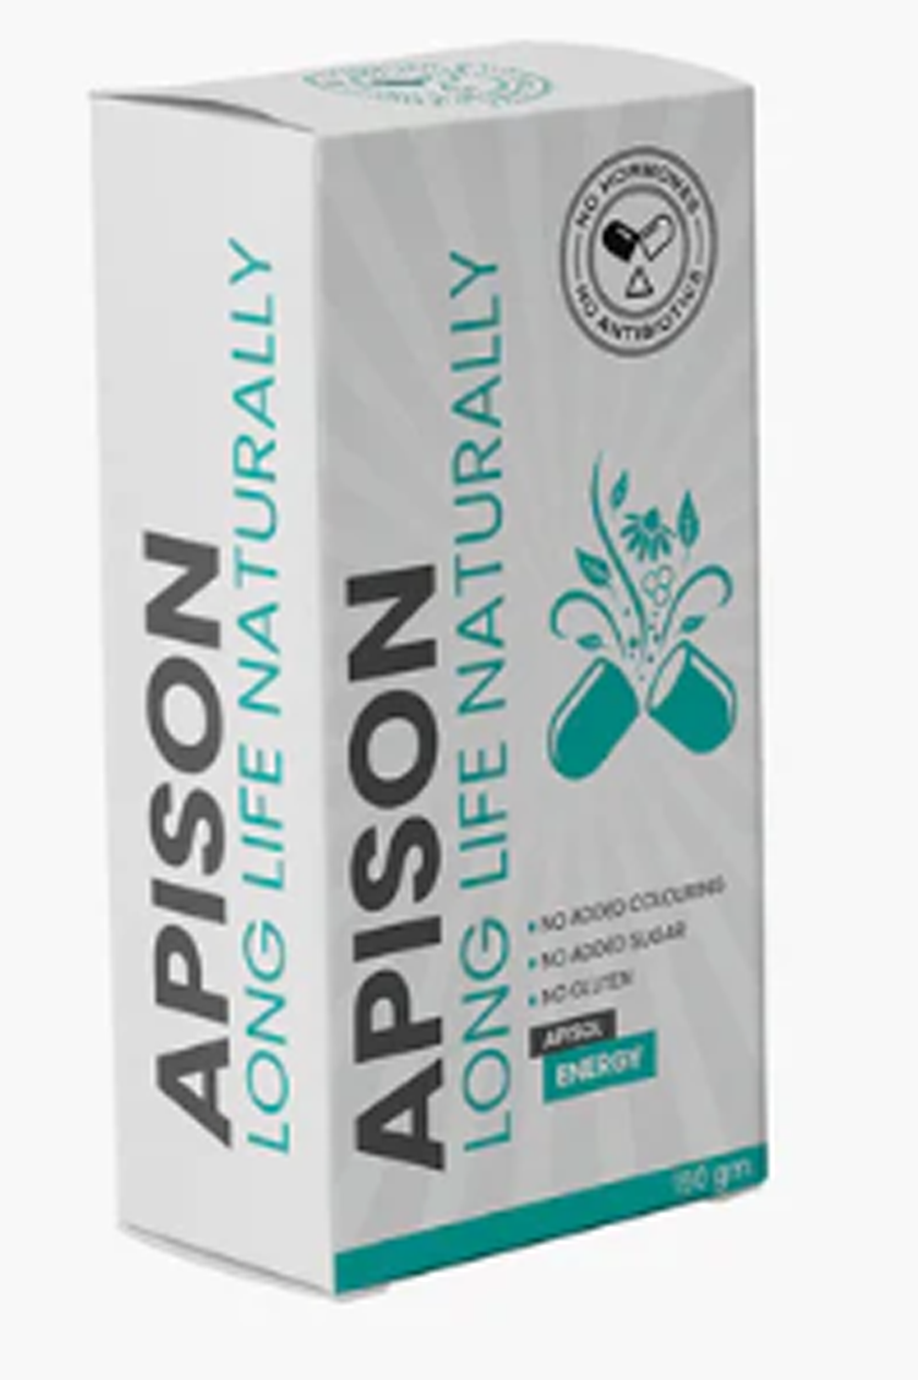 APISON
LONG LIFE NATURALLY
APISON
LONG LIFE NATURALLY
NO HORMONES
NO ANTIBIOTICS
NO ADDED COLOURING
NO ADDED SUGAR
NO GLUTEN
APISOL
ENERGY
gm